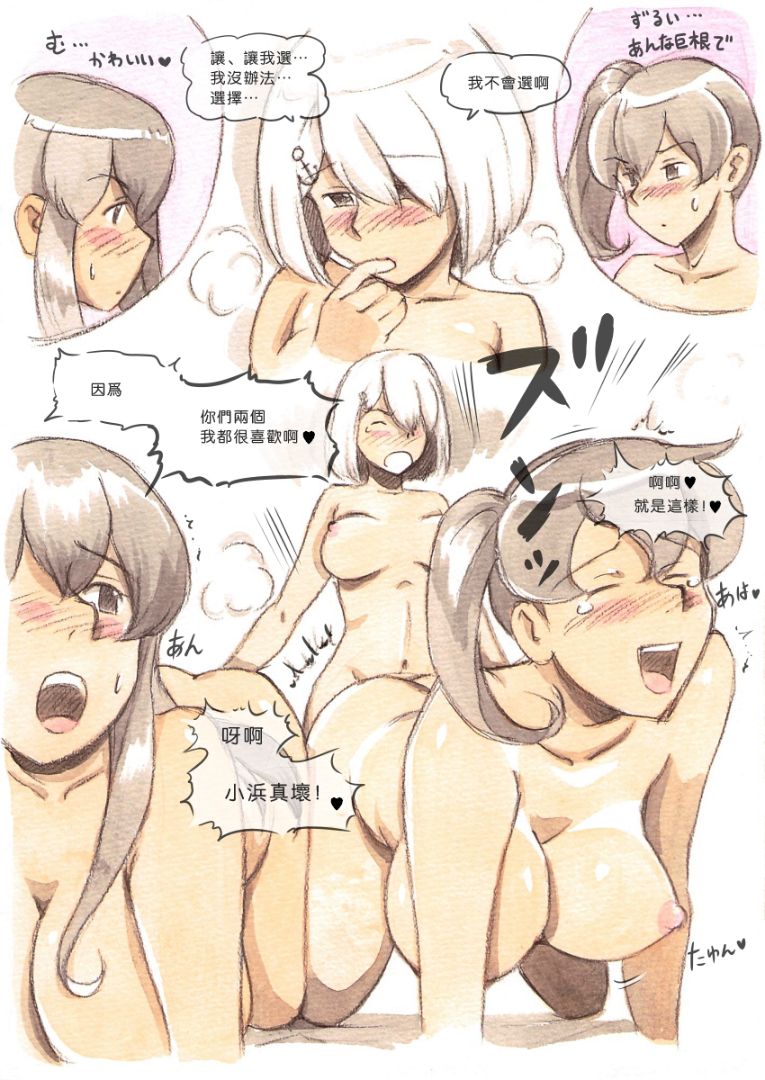 む…
かわいい♥
讓、讓我選…
我沒辦法…
選擇…
我不會選啊
ずるい…
あんな巨根で
因爲
你們兩個
我都很喜歡啊♥
ズッ
啊啊♥
就是這樣!♥
あは♥
あん
呀啊
小浜真壞!♥
たゆん♥